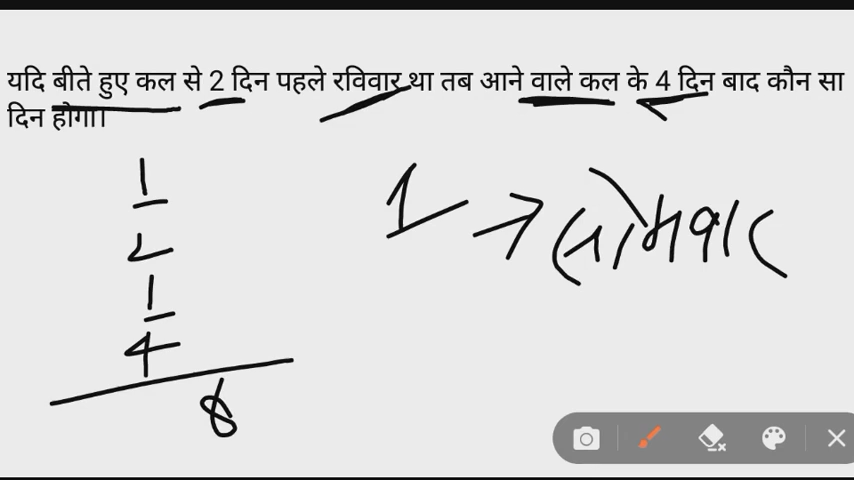 यदि बीते हुए कल से 2 दिन पहले रविवार था तब आने वाले कल के 4 दिन बाद कौन सा
दिन होगा।
1
2
1
4
8
1 → सोमवार